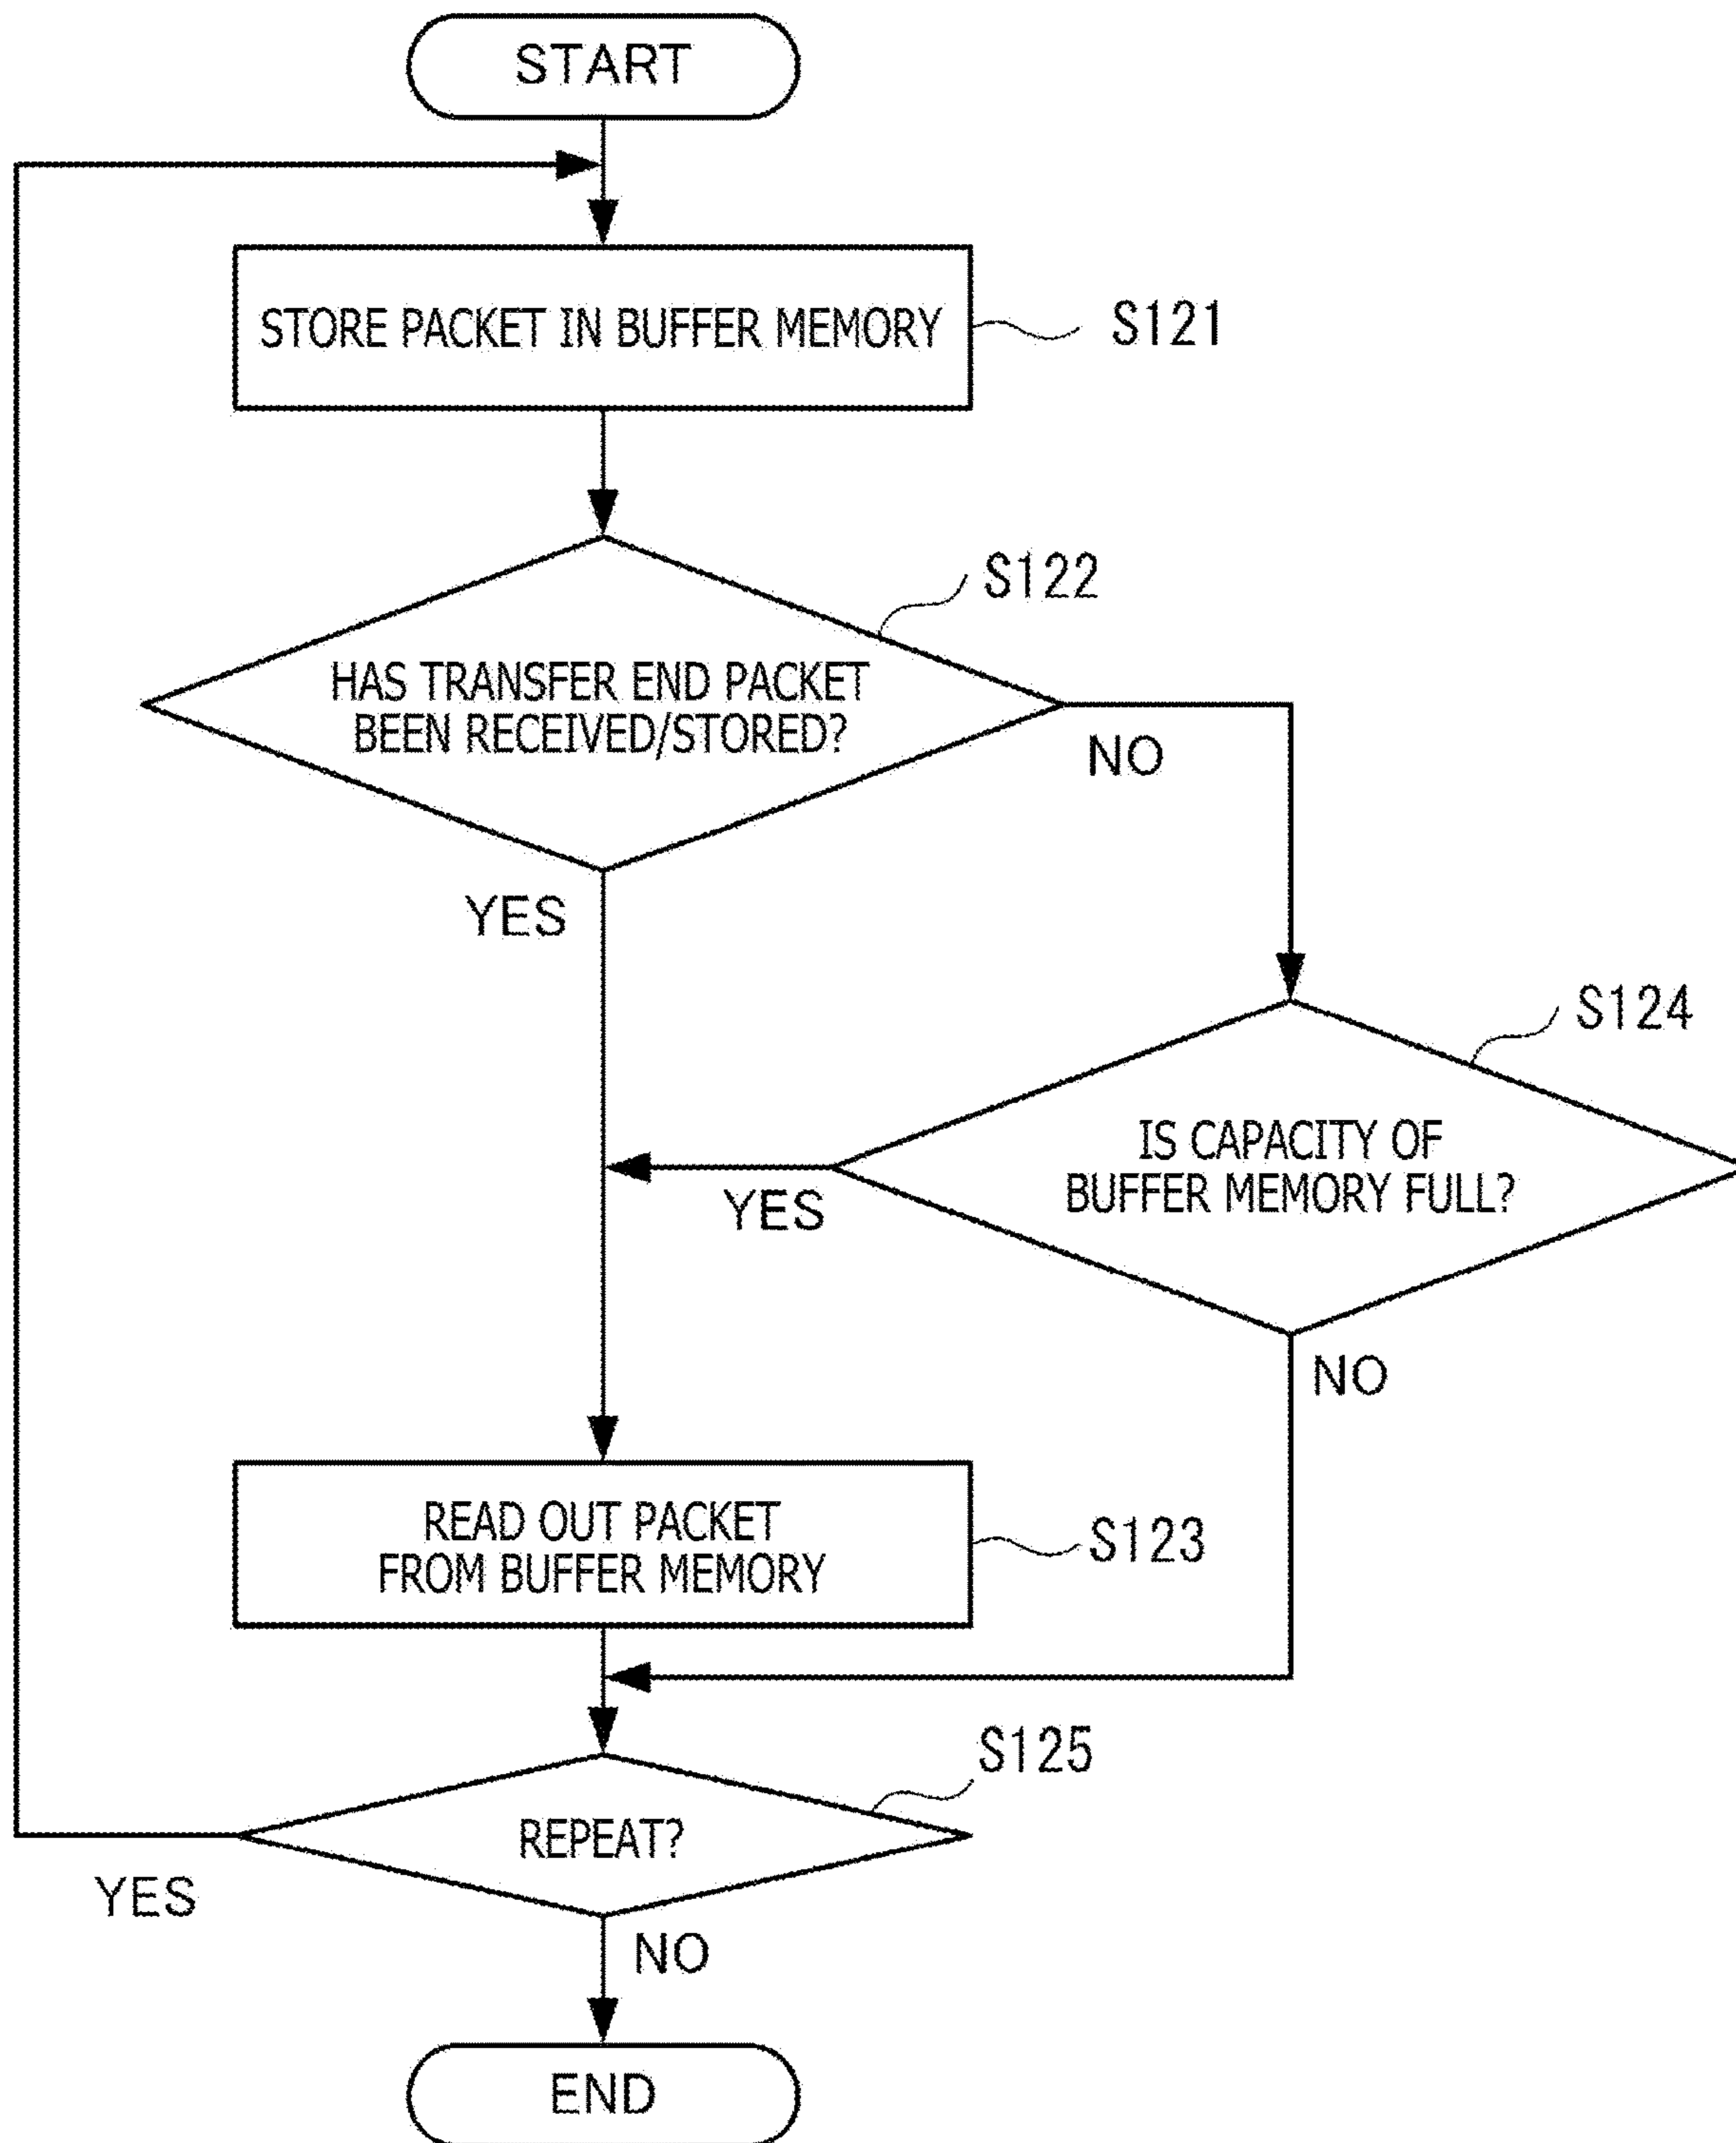 START
STORE PACKET IN BUFFER MEMORY
S121
S122
HAS TRANSFER END PACKET
BEEN RECEIVED/STORED?
NO
YES
S124
IS CAPACITY OF
BUFFER MEMORY FULL?
YES
NO
READ OUT PACKET
FROM BUFFER MEMORY
S123
S125
REPEAT?
YES
NO
END